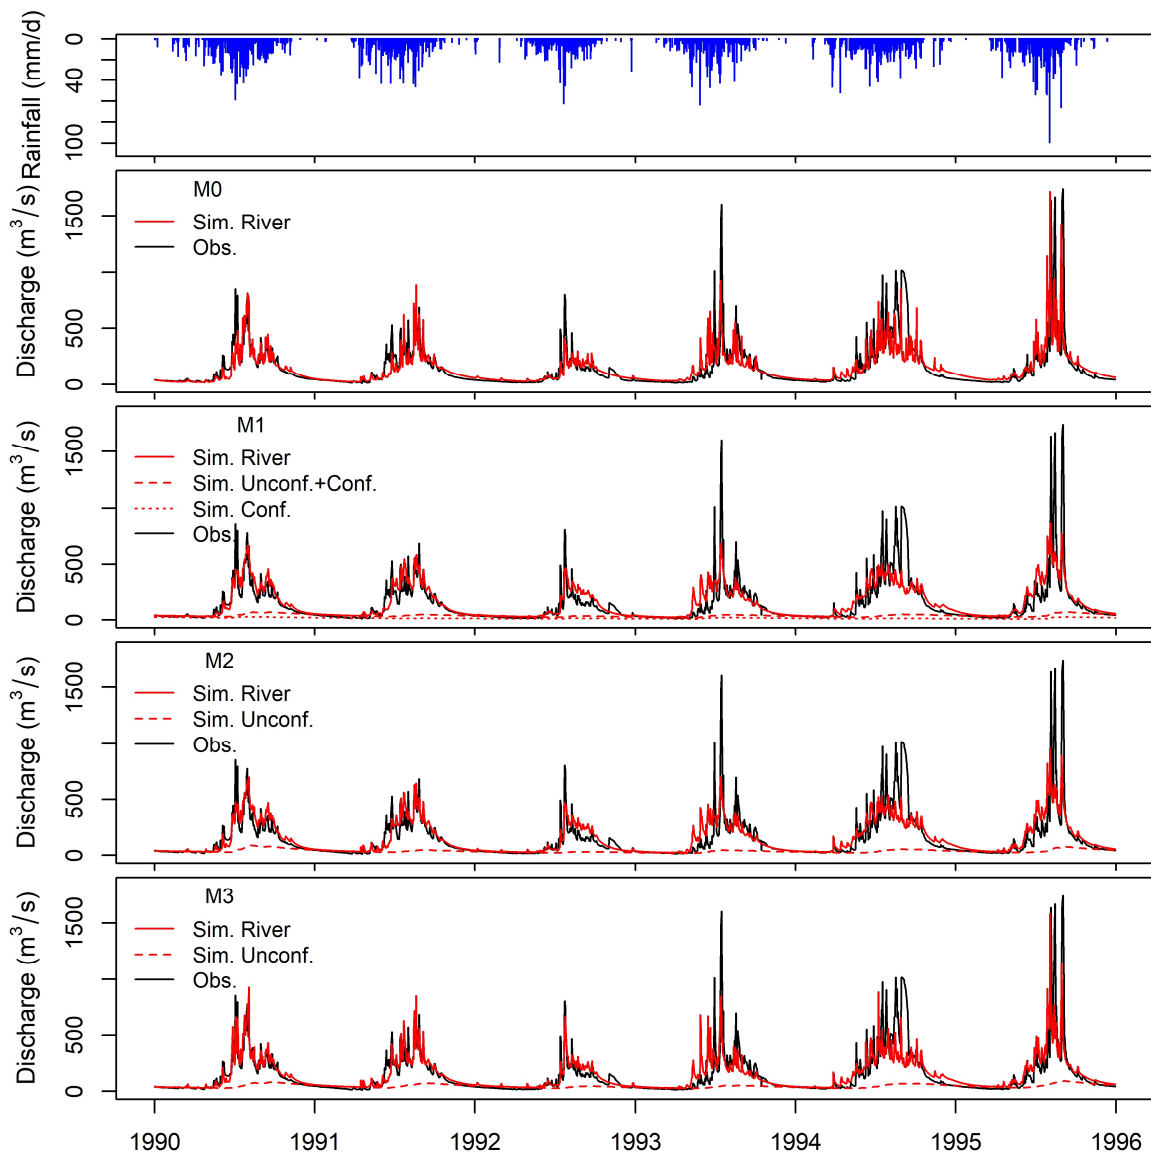 Rainfall (mm/d)
0
40
100
Discharge (m³/s)
1500
500
0
M0
Sim. River
Obs.
Discharge (m³/s)
1500
500
0
M1
Sim. River
Sim. Unconf.+Conf.
Sim. Conf.
Obs.
Discharge (m³/s)
1500
500
0
M2
Sim. River
Sim. Unconf.
Obs.
Discharge (m³/s)
1500
500
0
M3
Sim. River
Sim. Unconf.
Obs.
1990 1991 1992 1993 1994 1995 1996